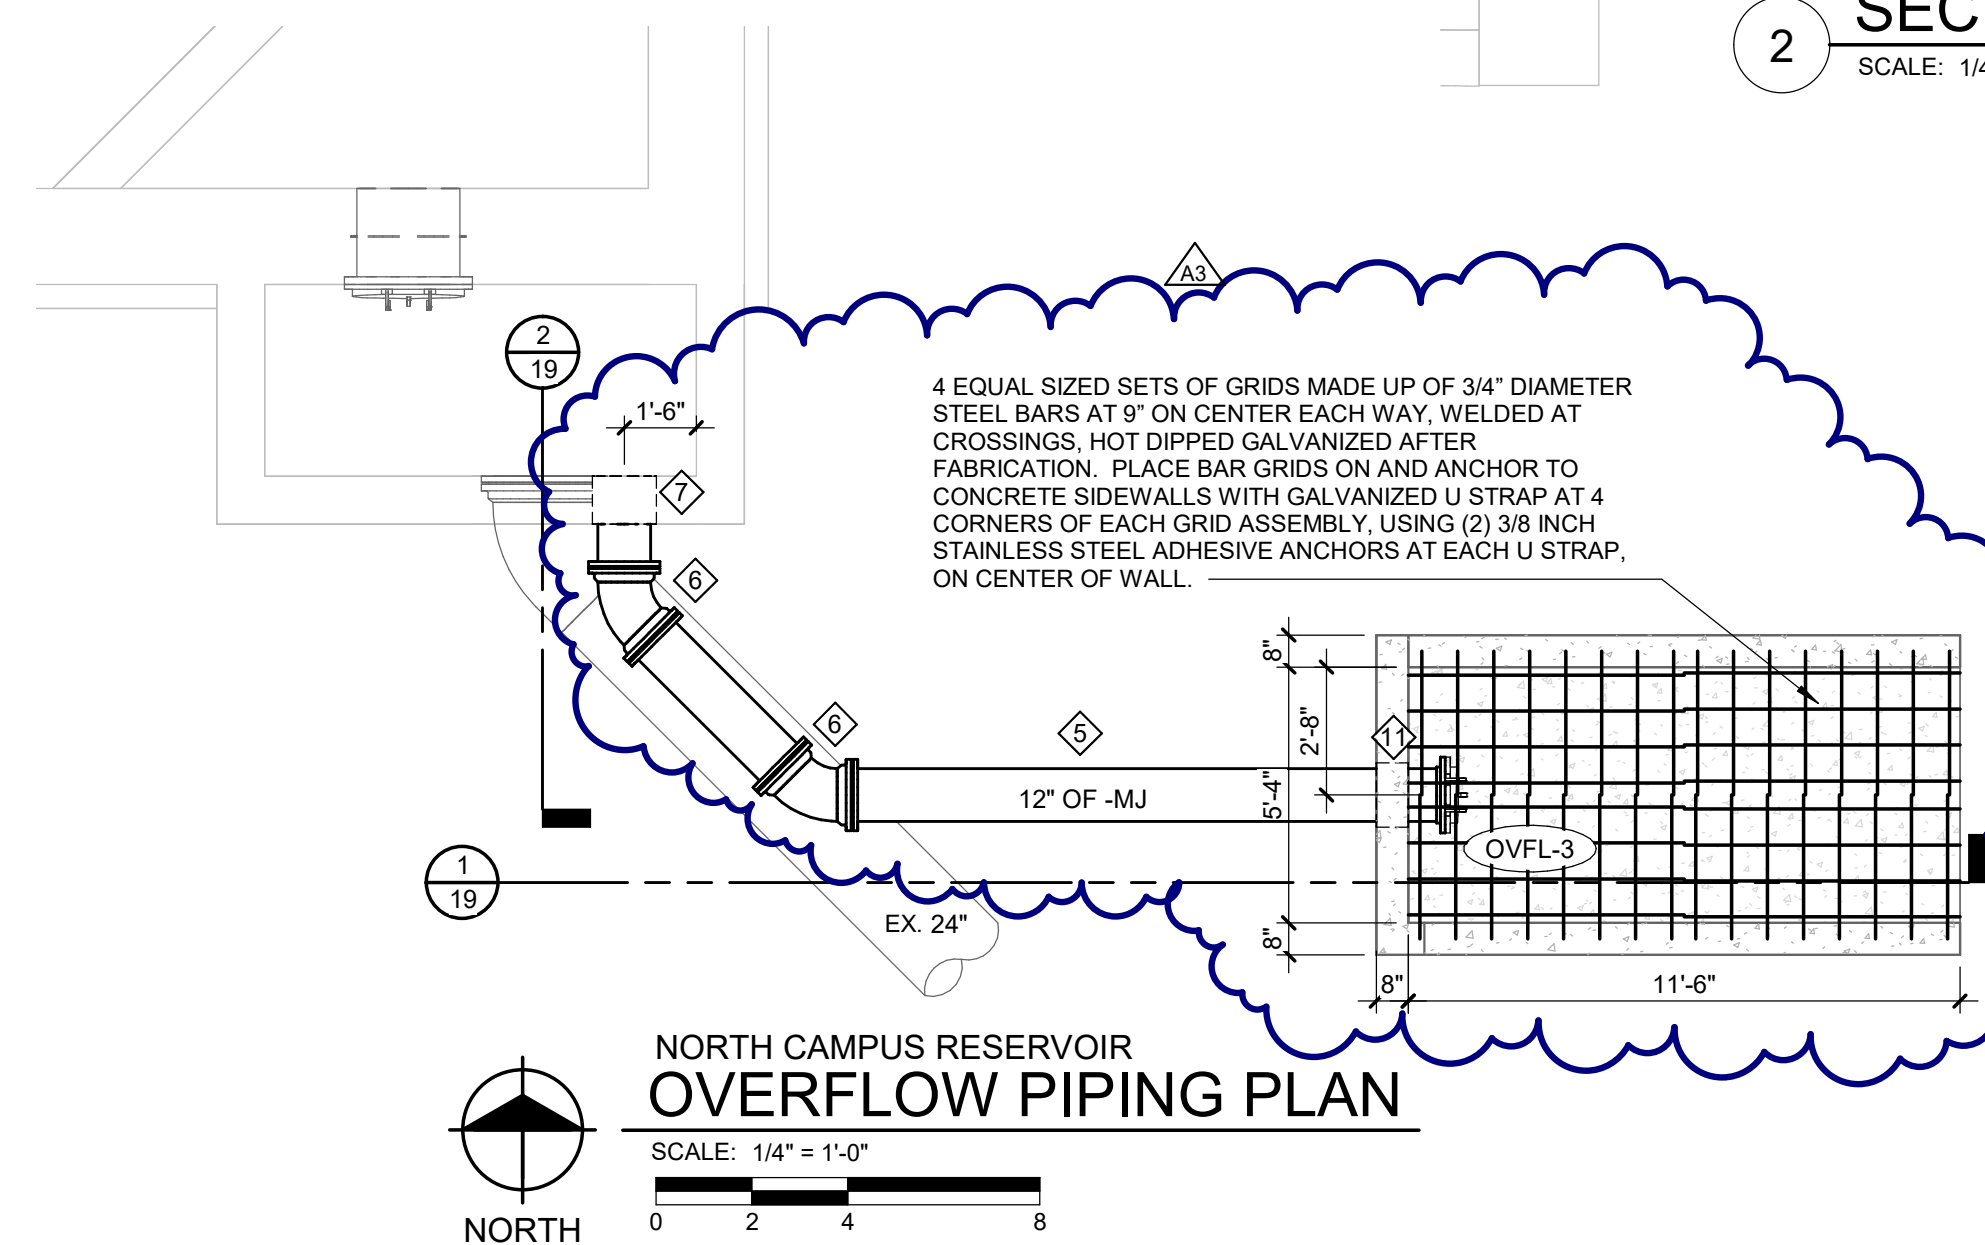 2
SEC
SCALE: 1/4
A3
2
19
1'-6"
7
6
6
5
4 EQUAL SIZED SETS OF GRIDS MADE UP OF 3/4” DIAMETER
STEEL BARS AT 9” ON CENTER EACH WAY, WELDED AT
CROSSINGS, HOT DIPPED GALVANIZED AFTER
FABRICATION. PLACE BAR GRIDS ON AND ANCHOR TO
CONCRETE SIDEWALLS WITH GALVANIZED U STRAP AT 4
CORNERS OF EACH GRID ASSEMBLY, USING (2) 3/8 INCH
STAINLESS STEEL ADHESIVE ANCHORS AT EACH U STRAP,
ON CENTER OF WALL.
8"
2'-8"
11
5'-4"
12" OF -MJ
OVFL-3
1
19
EX. 24"
8"
8"
11'-6"
NORTH CAMPUS RESERVOIR
OVERFLOW PIPING PLAN
SCALE: 1/4" = 1'-0"
0 2 4 8
NORTH